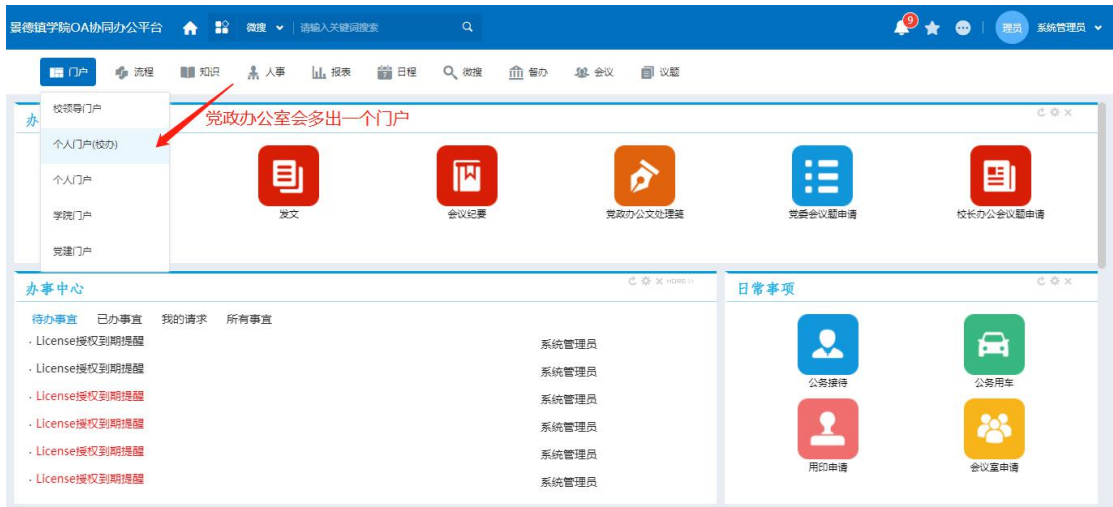 景德镇学院OA协同办公平台 微搜 请输入关键词搜索 9 理员 系统管理员
门户 流程 知识 人事 报表 日程 微搜 督办 会议 议题
校领导门户
个人门户(校办)
个人门户
学院门户
党建门户
党政办公室会多出一个门户
办
发文 会议纪要 党政办公文处理笺 党委会议题申请 校长办公会议题申请
办事中心 MORE>>
待办事宜 已办事宜 我的请求 所有事宜
· License授权到期提醒 系统管理员
· License授权到期提醒 系统管理员
· License授权到期提醒 系统管理员
· License授权到期提醒 系统管理员
· License授权到期提醒 系统管理员
· License授权到期提醒 系统管理员
日常事项
公务接待 公务用车
用印申请 会议室申请